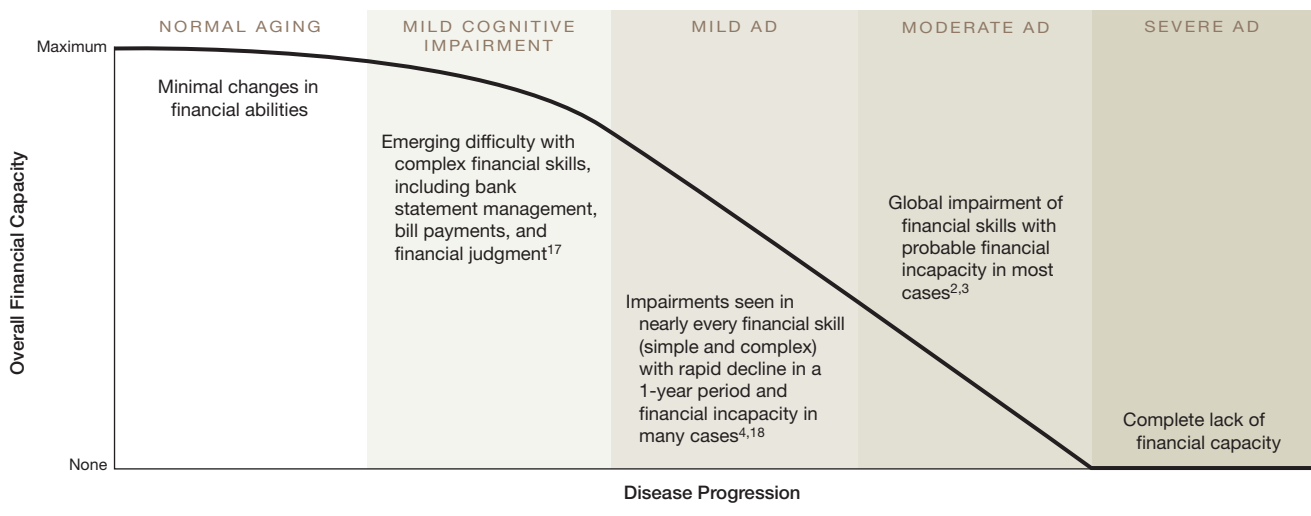 NORMAL AGING
MILD COGNITIVE
IMPAIRMENT
MILD AD
MODERATE AD
SEVERE AD
Maximum
Minimal changes in
financial abilities
Emerging difficulty with
complex financial skills,
including bank
statement management,
bill payments, and
financial judgment17
Impairments seen in
nearly every financial skill
(simple and complex)
with rapid decline in a
1-year period and
financial incapacity in
many cases4,18
Global impairment of
financial skills with
probable financial
incapacity in most
cases2,3
Complete lack of
financial capacity
Overall Financial Capacity
None
Disease Progression